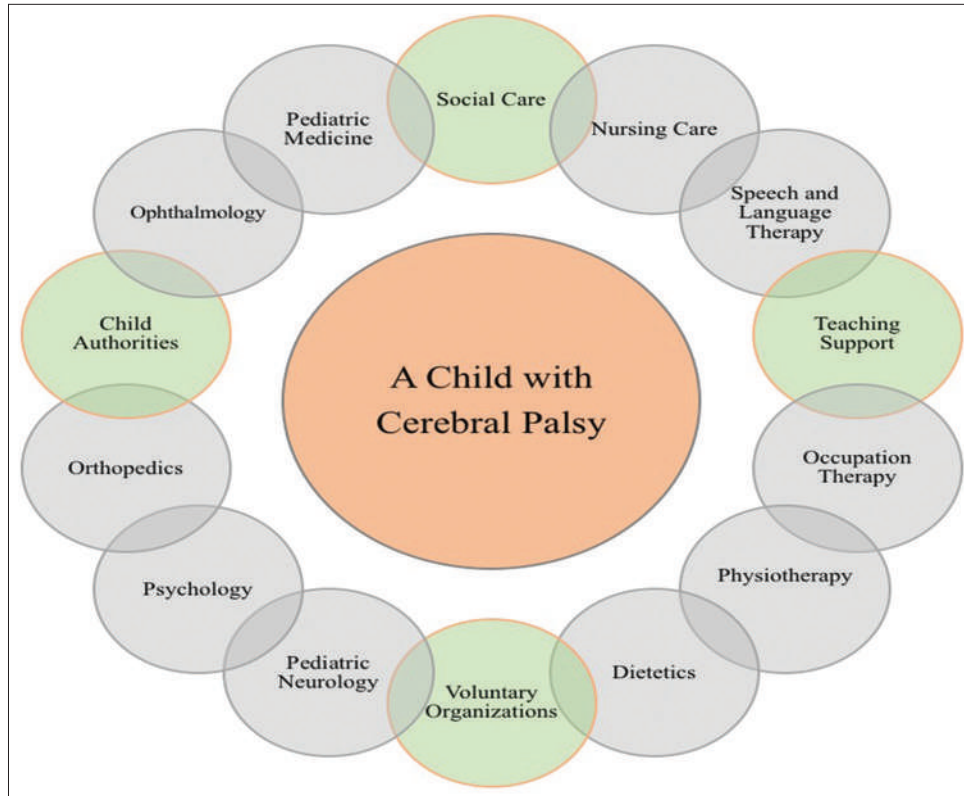 Social Care
Nursing Care
Speech and
Language
Therapy
Teaching
Support
Occupation
Therapy
Physiotherapy
Dietetics
Voluntary
Organizations
Pediatric
Neurology
Psychology
Orthopedics
Child
Authorities
Ophthalmology
Pediatric
Medicine
A Child with
Cerebral Palsy